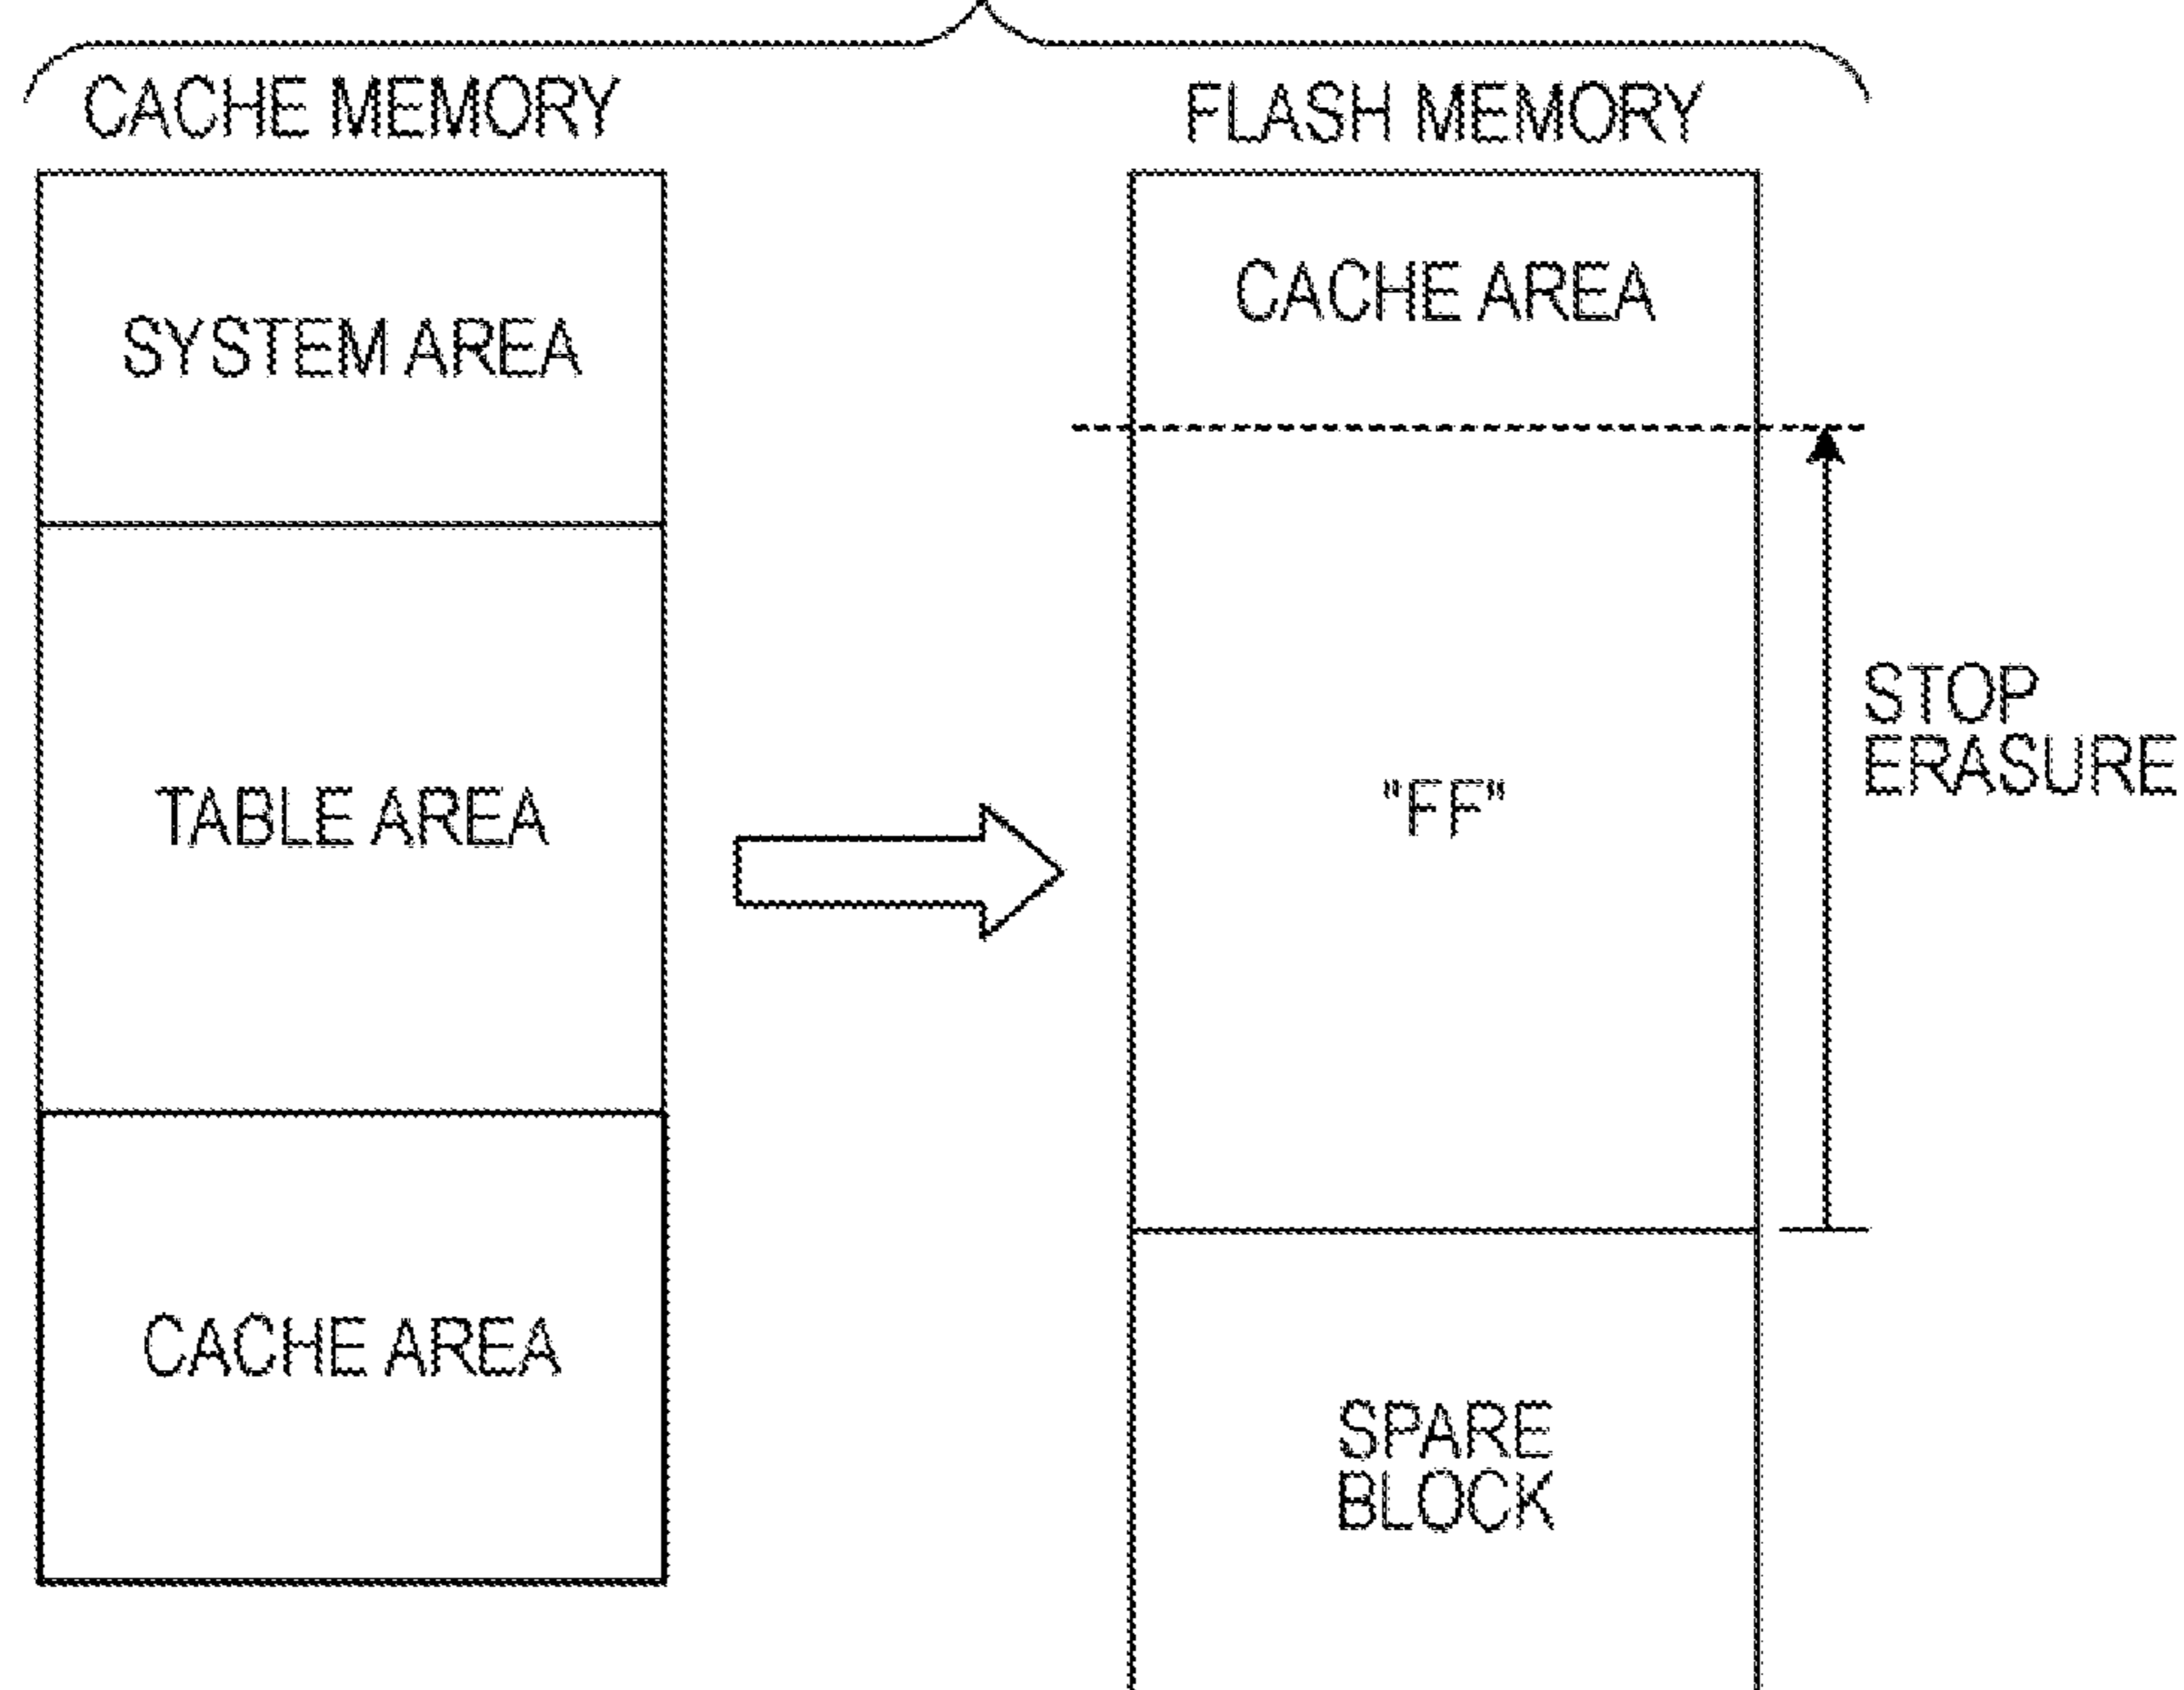 CACHE MEMORY
SYSTEM AREA
TABLE AREA
CACHE AREA
FLASH MEMORY
CACHE AREA
"FF"
SPARE
BLOCK
STOP
ERASURE